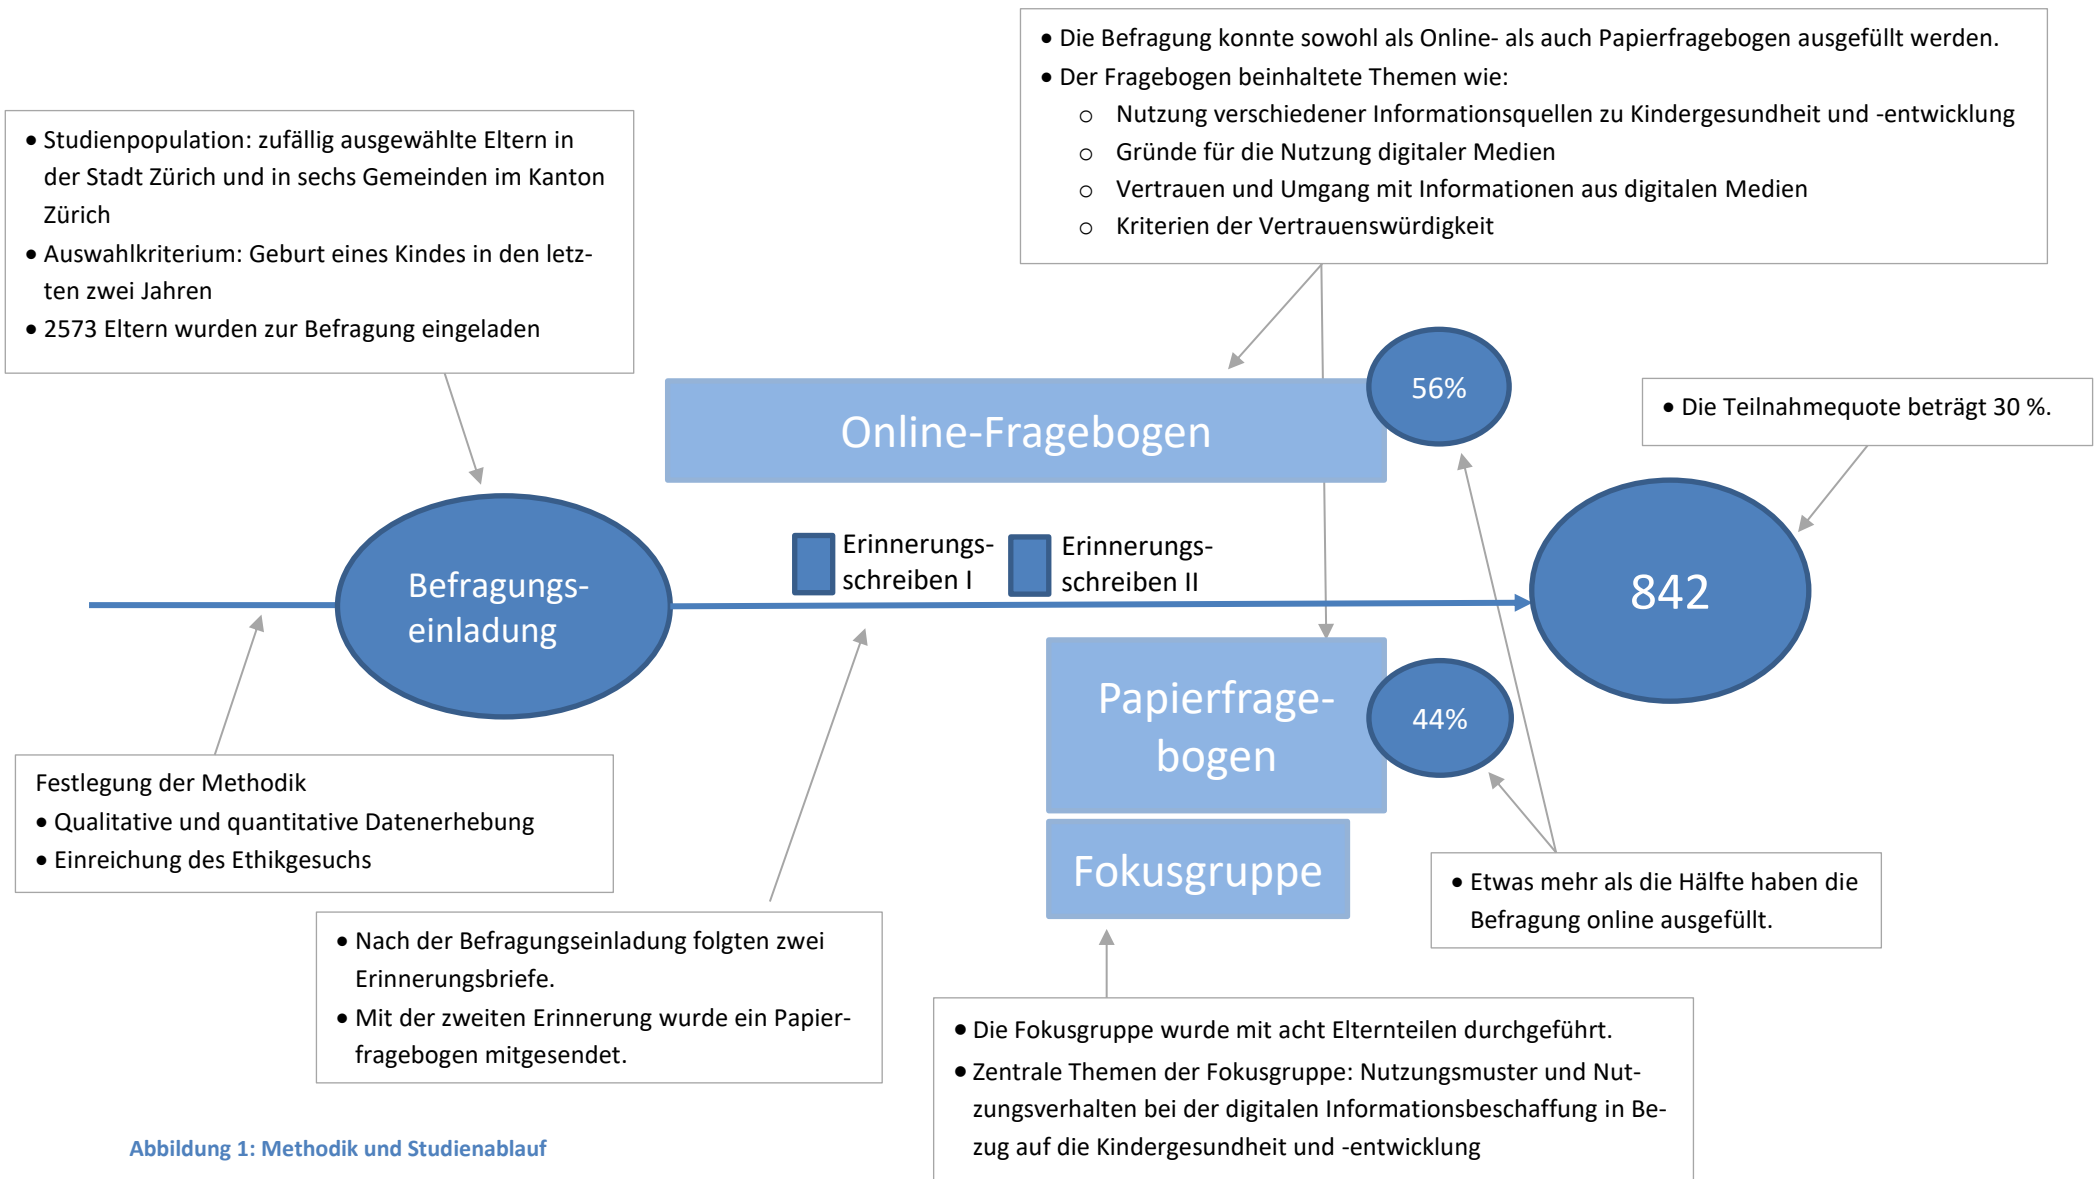 • Die Befragung konnte sowohl als Online- als auch Papierfragebogen ausgefüllt werden.
• Der Fragebogen beinhaltete Themen wie:
o Nutzung verschiedener Informationsquellen zu Kindergesundheit und -entwicklung
o Gründe für die Nutzung digitaler Medien
o Vertrauen und Umgang mit Informationen aus digitalen Medien
o Kriterien der Vertrauenswürdigkeit
• Studienpopulation: zufällig ausgewählte Eltern in
der Stadt Zürich und in sechs Gemeinden im Kanton
Zürich
• Auswahlkriterium: Geburt eines Kindes in den letz-
ten zwei Jahren
• 2573 Eltern wurden zur Befragung eingeladen
Online-Fragebogen
56%
• Die Teilnahmequote beträgt 30 %.
Befragungs-
einladung
Erinnerungs-
schreiben I
Erinnerungs-
schreiben II
842
Papierfrage-
bogen
44%
Fokusgruppe
Festlegung der Methodik
• Qualitative und quantitative Datenerhebung
• Einreichung des Ethikgesuchs
• Etwas mehr als die Hälfte haben die
Befragung online ausgefüllt.
• Nach der Befragungseinladung folgten zwei
Erinnerungsbriefe.
• Mit der zweiten Erinnerung wurde ein Papier-
fragebogen mitgesendet.
• Die Fokusgruppe wurde mit acht Elternteilen durchgeführt.
• Zentrale Themen der Fokusgruppe: Nutzungsmuster und Nut-
zungsverhalten bei der digitalen Informationsbeschaffung in Be-
zug auf die Kindergesundheit und -entwicklung
Abbildung 1: Methodik und Studienablauf